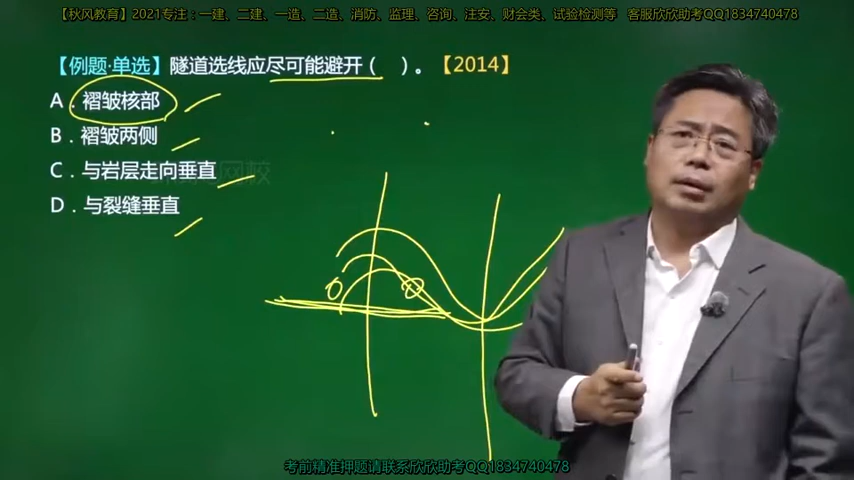 【秋风教育】2021专注：一建、二建、一造、二造、消防、监理、咨询、注安、财会类、试验检测等 客服欣欣助考QQ1834740478
【例题·单选】隧道选线应尽可能避开（ ）。【2014】
A．褶皱核部
B．褶皱两侧
C．与岩层走向垂直
D．与裂缝垂直
考前精准押题请联系欣欣助考QQ1834740478